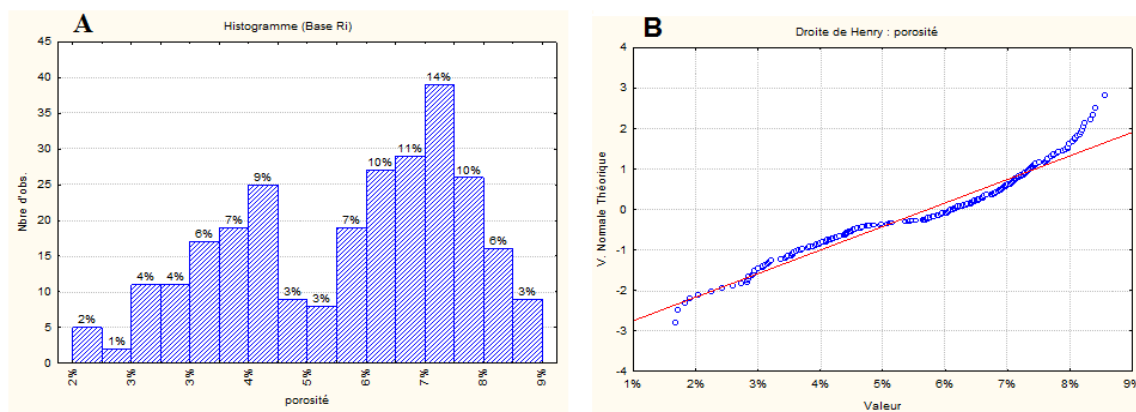 A
Histogramme (Base Ri)
Nbre d'obs.
45
40
35
30
25
20
15
10
5
0
2% 1% 4% 4% 6% 7% 9% 3% 3% 7% 10% 11% 14% 10% 6% 3%
2% 3% 3% 4% 5% 6% 7% 8% 9%
porosité
B
Droite de Henry : porosité
V. Normale Théorique
4
3
2
1
0
-1
-2
-3
-4
1% 2% 3% 4% 5% 6% 7% 8% 9%
Valeur